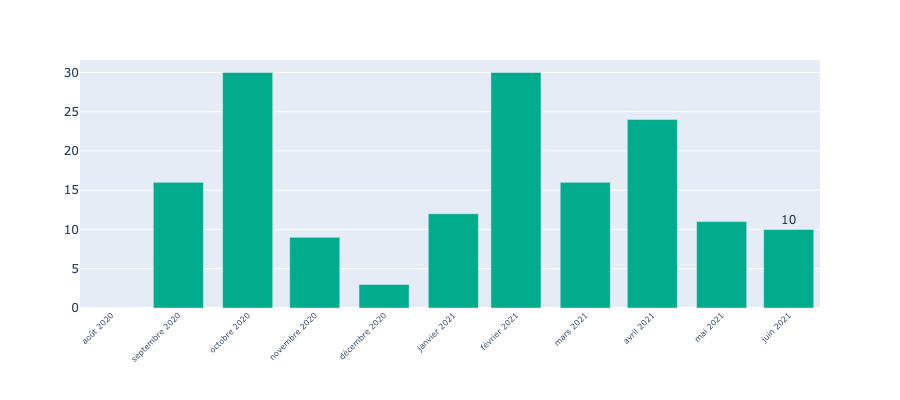 30
25
20
15
10
5
0
10
août 2020
septembre 2020
octobre 2020
novembre 2020
décembre 2020
janvier 2021
février 2021
mars 2021
avril 2021
mai 2021
juin 2021